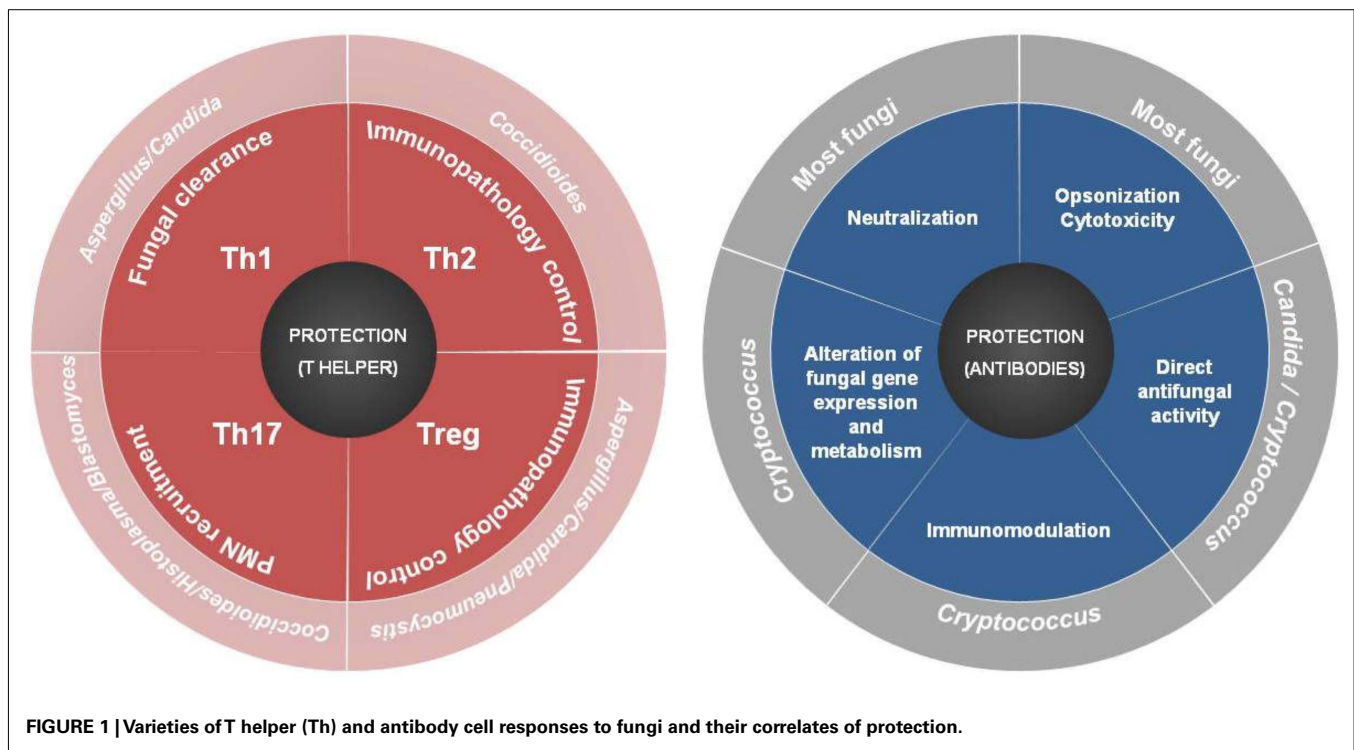 Aspergillus/Candida
Fungal clearance
Th1
Coccidioides
Immunopathology control
Th2
PROTECTION
(T HELPER)
Th17
PMN recruitment
Coccidioides/Histoplasma/Blastomyces
Treg
Immunopathology control
Aspergillus/Candida/Pneumocystis
Most fungi
Neutralization
Most fungi
Opsonization
Cytotoxicity
PROTECTION
(ANTIBODIES)
Candida / Cryptococcus
Direct
antifungal
activity
Alteration of
fungal gene
expression
and
metabolism
Cryptococcus
Immunomodulation
Cryptococcus
FIGURE 1 | Varieties of T helper (Th) and antibody cell responses to fungi and their correlates of protection.